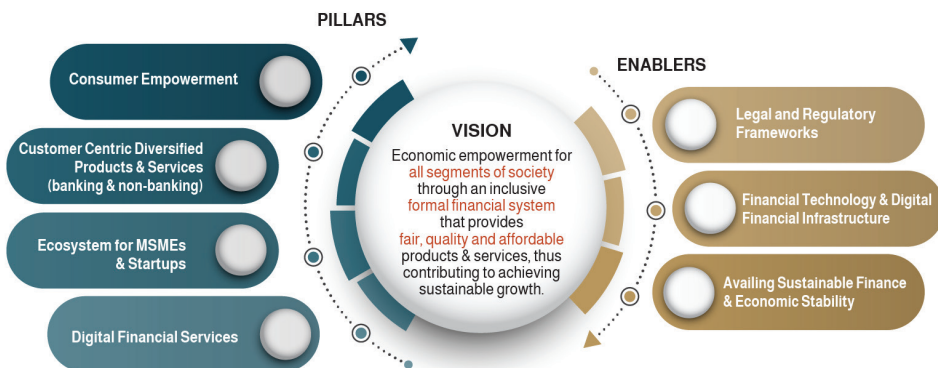 PILLARS
Consumer Empowerment
Customer Centric Diversified
Products & Services
(banking & non-banking)
Ecosystem for MSMEs
& Startups
Digital Financial Services
VISION
Economic empowerment for
all segments of society
through an inclusive
formal financial system
that provides
fair, quality and affordable
products & services, thus
contributing to achieving
sustainable growth.
ENABLERS
Legal and Regulatory
Frameworks
Financial Technology & Digital
Financial Infrastructure
Availing Sustainable Finance
& Economic Stability